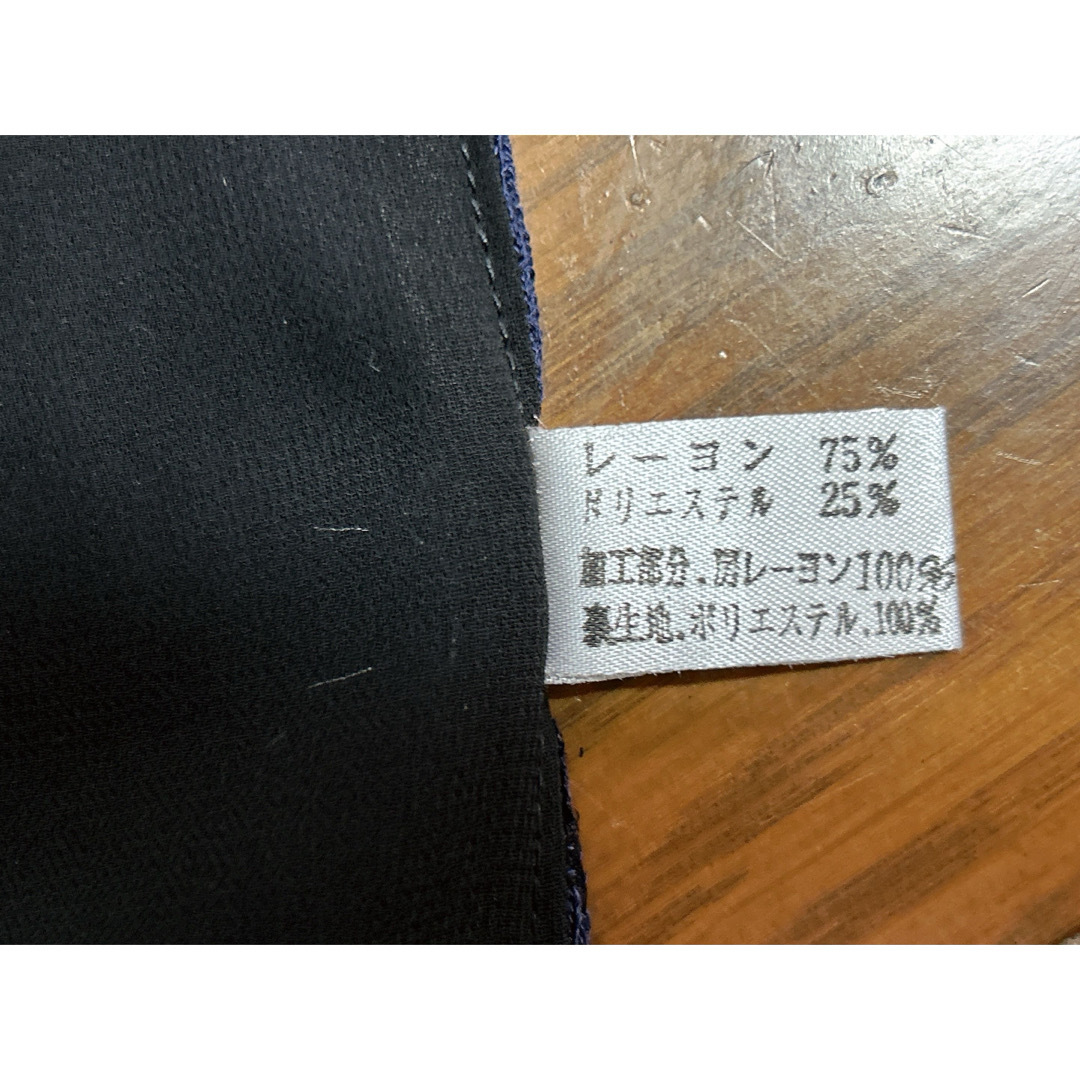 レーヨン 75%
ポリエステル 25%
加工部分.房レーヨン100%
裏生地.ポリエステル.100%